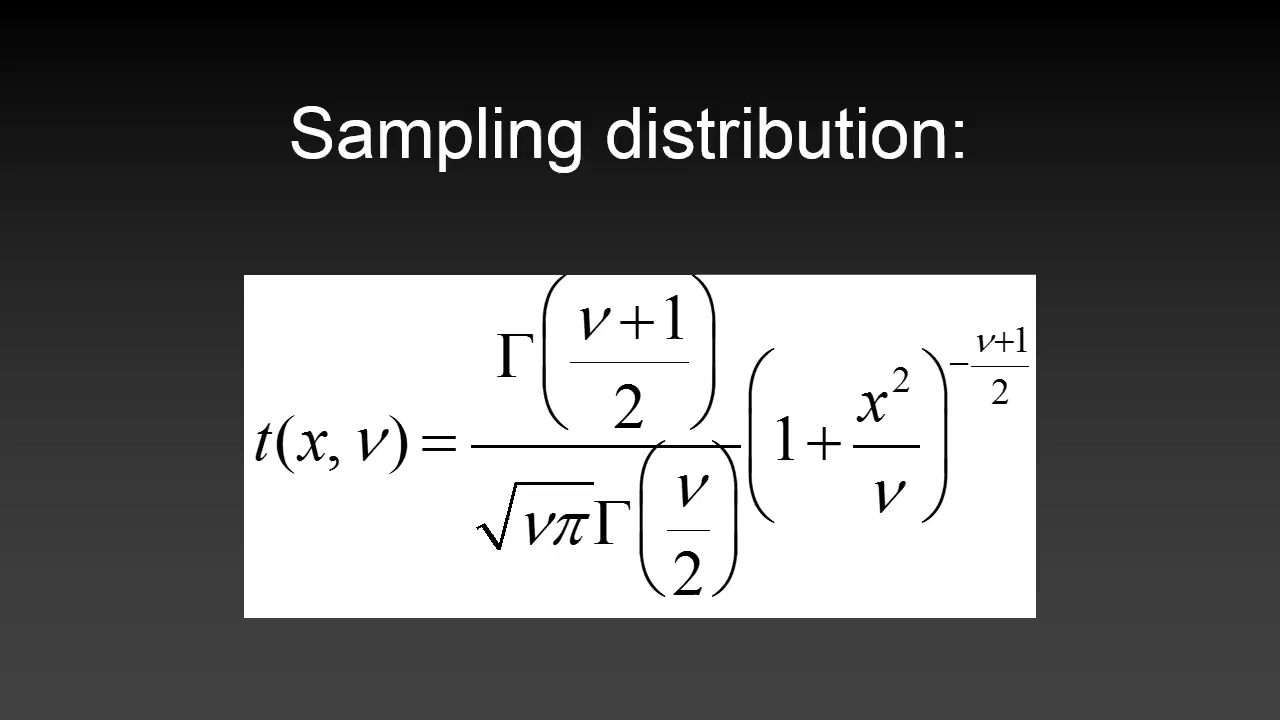 Sampling distribution:
t(x, ν) = Γ((ν+1)/2) / (√(νπ) Γ(ν/2)) (1 + x²/ν)^(−(ν+1)/2)